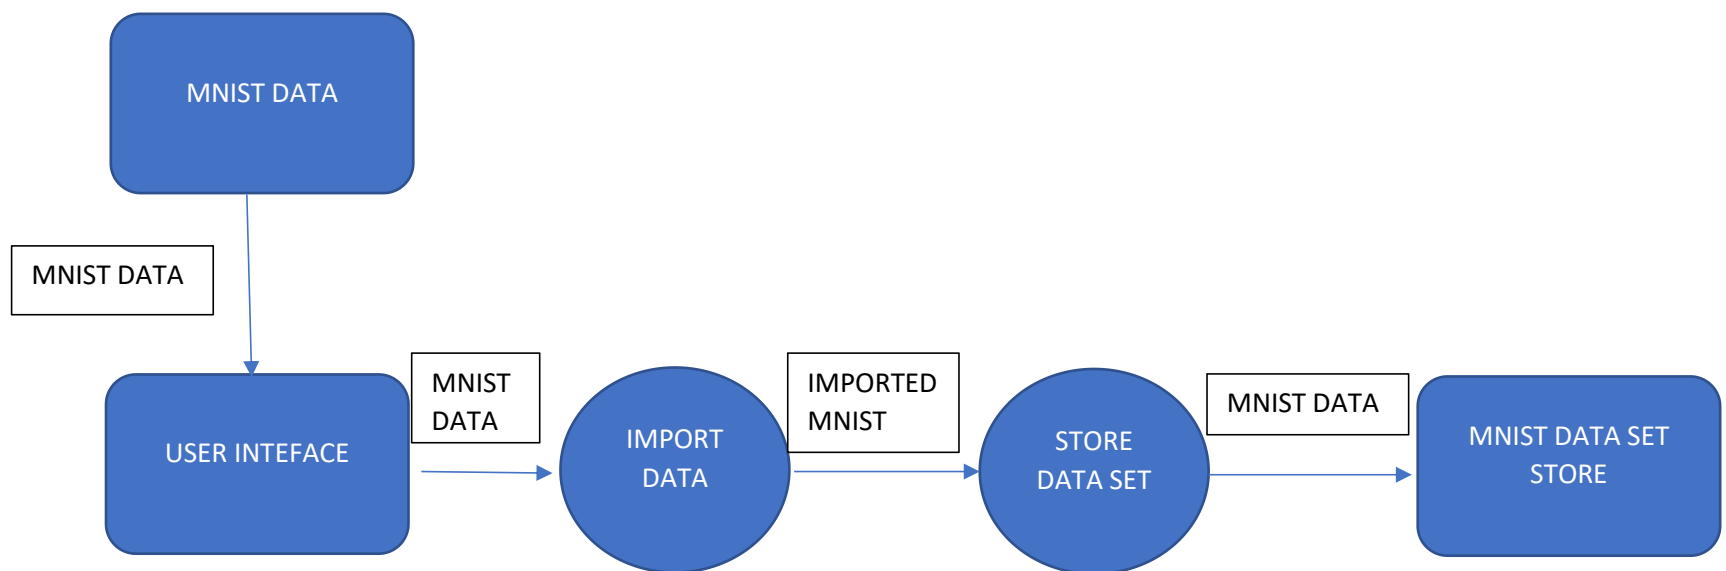 MNIST DATA
MNIST DATA
USER INTEFACE
MNIST
DATA
IMPORT
DATA
IMPORTED
MNIST
STORE
DATA SET
MNIST DATA
MNIST DATA SET
STORE